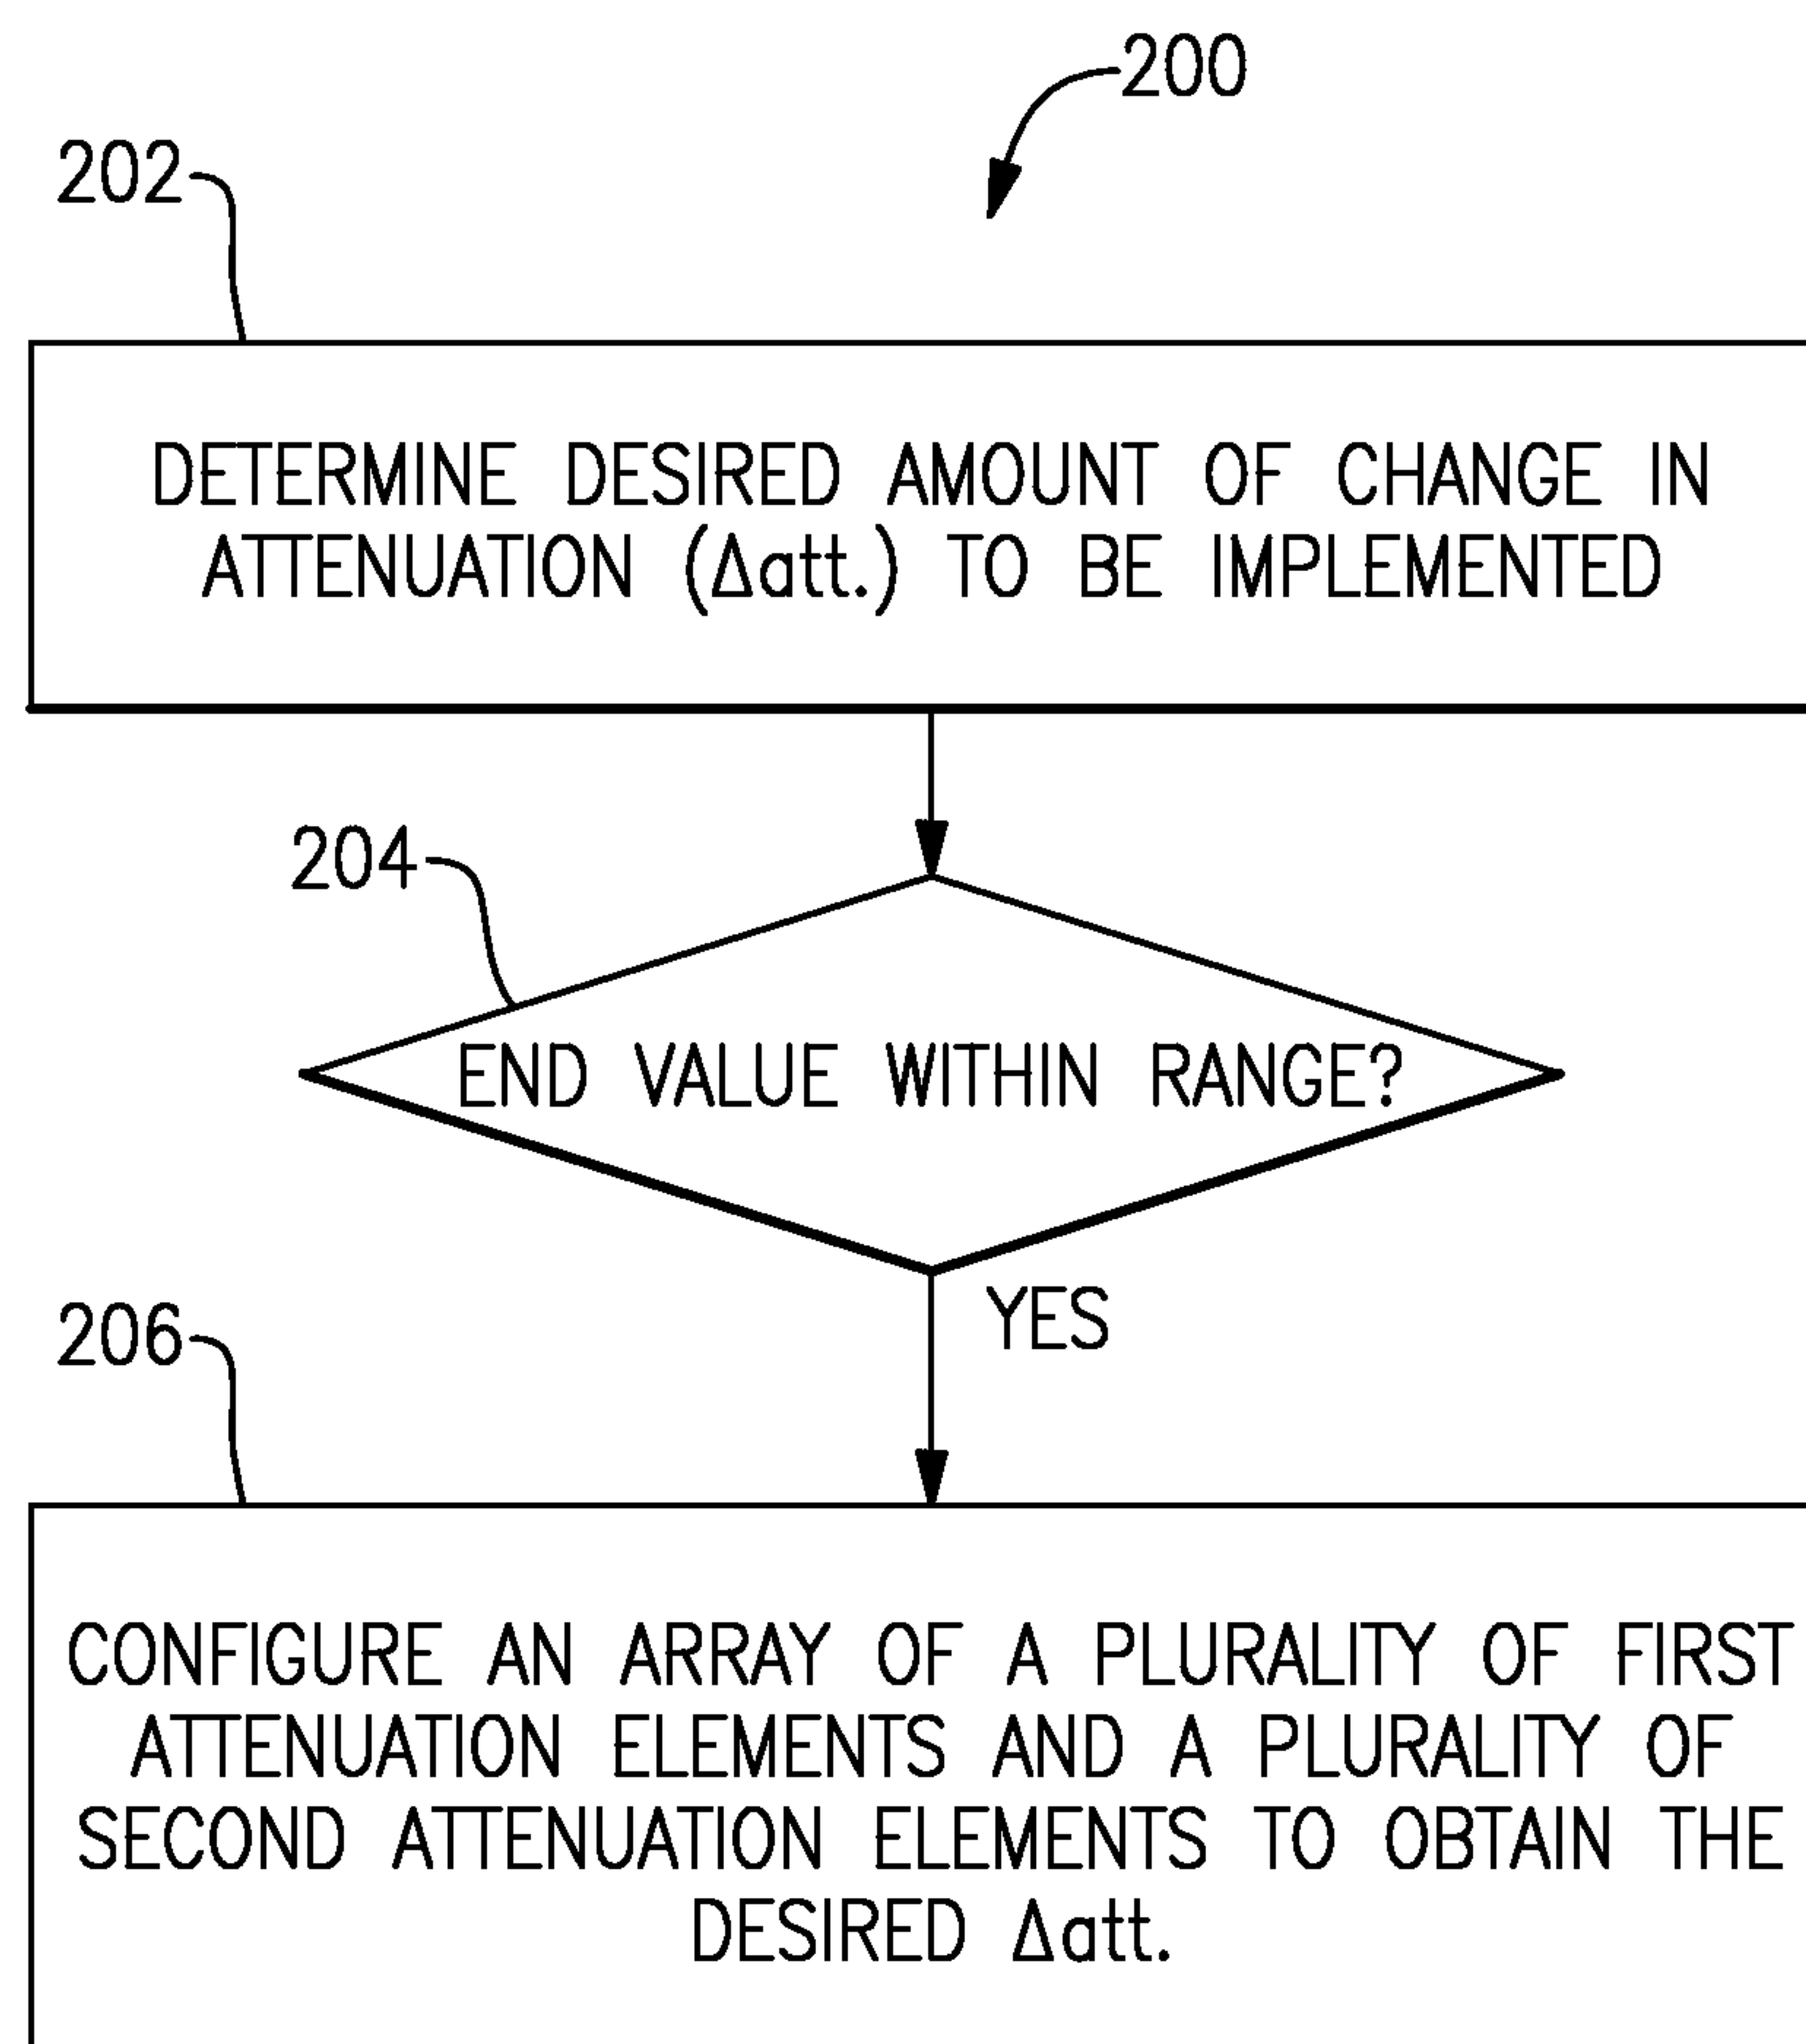 200
202
DETERMINE DESIRED AMOUNT OF CHANGE IN
ATTENUATION (Δatt.) TO BE IMPLEMENTED
204
END VALUE WITHIN RANGE?
YES
206
CONFIGURE AN ARRAY OF A PLURALITY OF FIRST
ATTENUATION ELEMENTS AND A PLURALITY OF
SECOND ATTENUATION ELEMENTS TO OBTAIN THE
DESIRED Δatt.